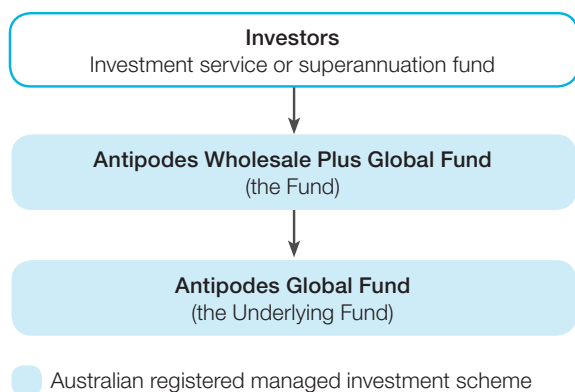 Investors
Investment service or superannuation fund
Antipodes Wholesale Plus Global Fund
(the Fund)
Antipodes Global Fund
(the Underlying Fund)
Australian registered managed investment scheme